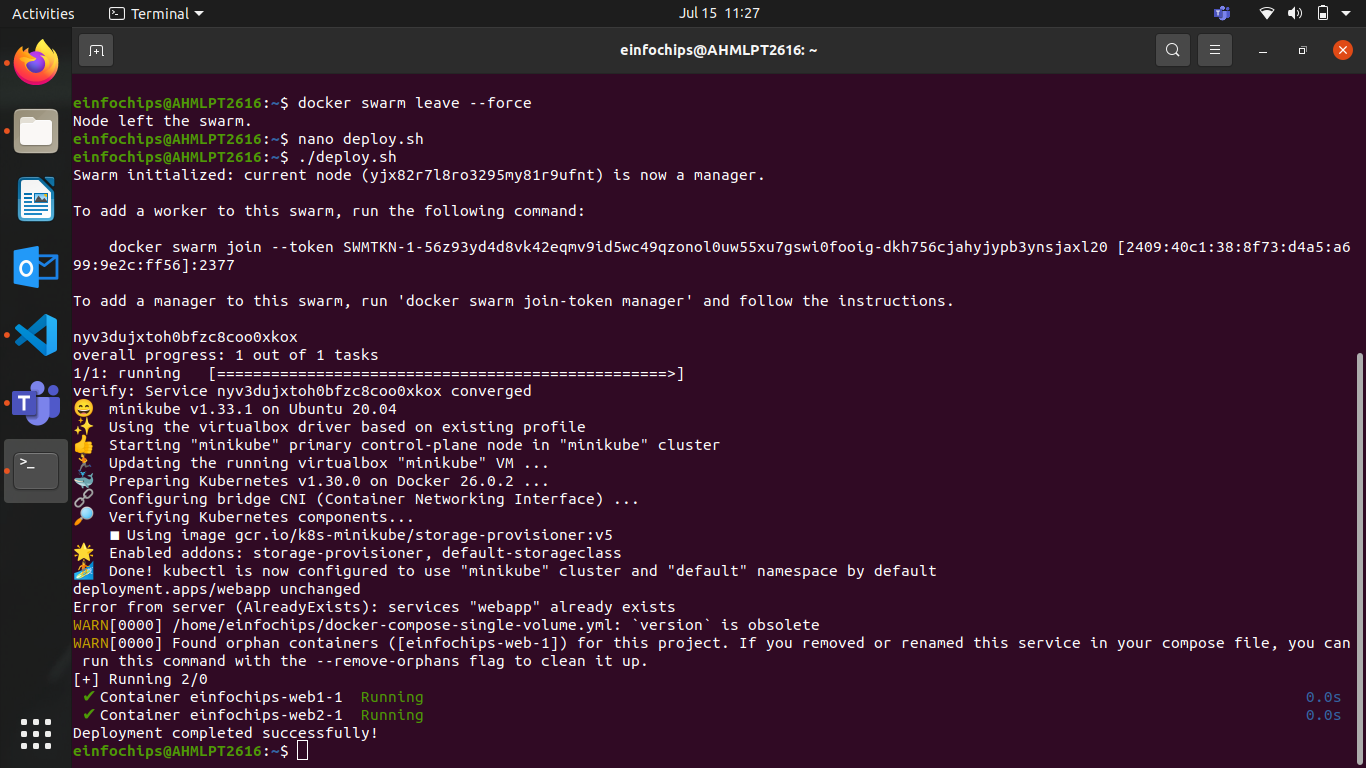 Activities
Terminal
Jul 15 11:27
einfochips@AHMLPT2616: ~
einfochips@AHMLPT2616:~$ docker swarm leave --force
Node left the swarm.
einfochips@AHMLPT2616:~$ nano deploy.sh
einfochips@AHMLPT2616:~$ ./deploy.sh
Swarm initialized: current node (yjx82r7l8ro3295my81r9ufnt) is now a manager.
To add a worker to this swarm, run the following command:
docker swarm join --token SWMTKN-1-56z93yd4d8vk42eqmv9id5wc49qzonol0uw55xu7gswi0fooig-dkh756cjahyjypb3ynsjaxl20 [2409:40c1:38:8f73:d4a5:a6
99:9e2c:ff56]:2377
To add a manager to this swarm, run 'docker swarm join-token manager' and follow the instructions.
nyv3dujxtoh0bfzc8coo0xkox
overall progress: 1 out of 1 tasks
1/1: running   [==================================================>]
verify: Service nyv3dujxtoh0bfzc8coo0xkox converged
😄 minikube v1.33.1 on Ubuntu 20.04
✨ Using the virtualbox driver based on existing profile
👍 Starting "minikube" primary control-plane node in "minikube" cluster
🏃 Updating the running virtualbox "minikube" VM ...
🐳 Preparing Kubernetes v1.30.0 on Docker 26.0.2 ...
🔗 Configuring bridge CNI (Container Networking Interface) ...
🔎 Verifying Kubernetes components...
■ Using image gcr.io/k8s-minikube/storage-provisioner:v5
🌟 Enabled addons: storage-provisioner, default-storageclass
🏄 Done! kubectl is now configured to use "minikube" cluster and "default" namespace by default
deployment.apps/webapp unchanged
Error from server (AlreadyExists): services "webapp" already exists
WARN[0000] /home/einfochips/docker-compose-single-volume.yml: `version` is obsolete
WARN[0000] Found orphan containers ([einfochips-web-1]) for this project. If you removed or renamed this service in your compose file, you can
run this command with the --remove-orphans flag to clean it up.
[+] Running 2/0
✔ Container einfochips-web1-1  Running 0.0s
✔ Container einfochips-web2-1  Running 0.0s
Deployment completed successfully!
einfochips@AHMLPT2616:~$